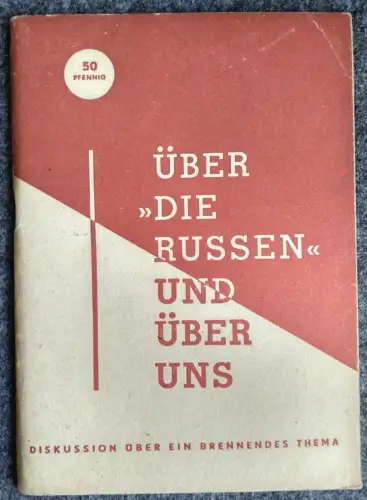 50
PFENNIG
ÜBER
»DIE
RUSSEN«
UND
ÜBER
UNS
DISKUSSION ÜBER EIN BRENNENDES THEMA